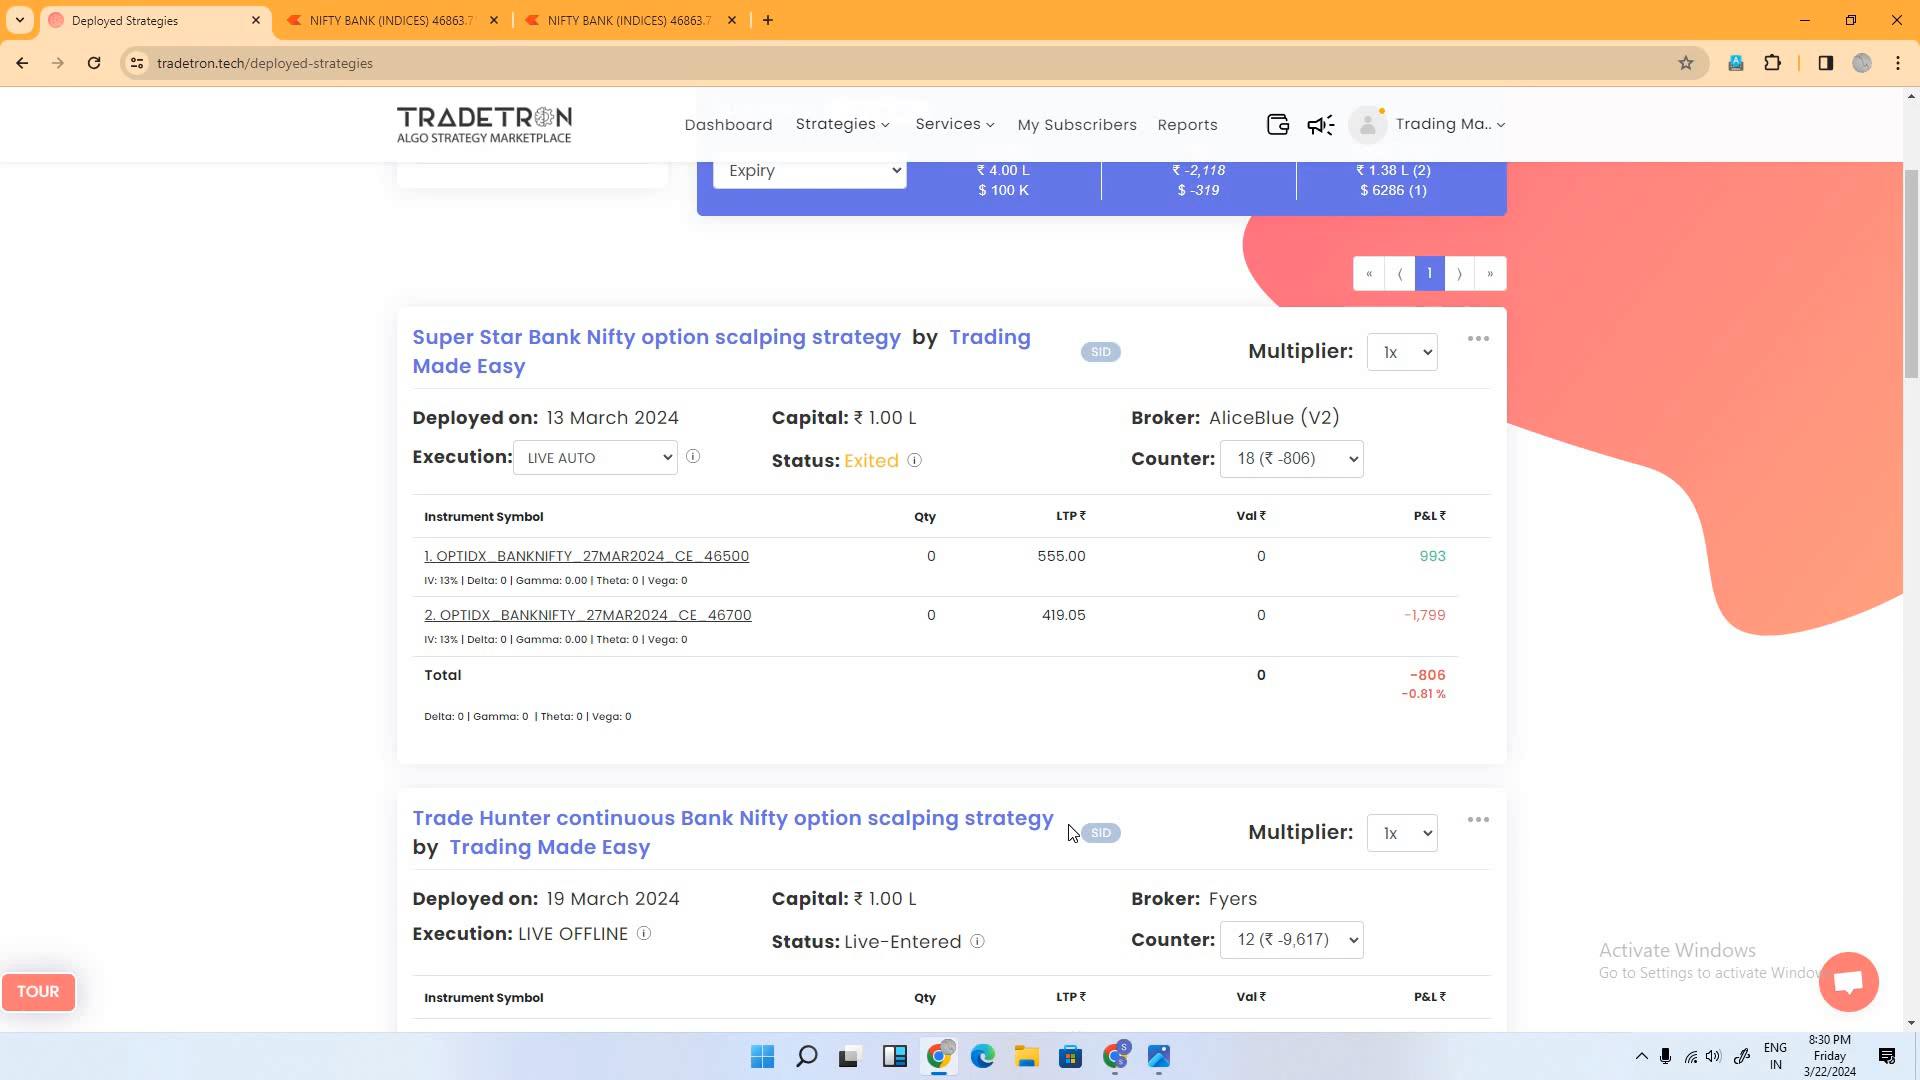 Deployed Strategies
NIFTY BANK (INDICES) 46863.7
NIFTY BANK (INDICES) 46863.7
tradetron.tech/deployed-strategies
TRADETRON
ALGO STRATEGY MARKETPLACE
Dashboard Strategies Services My Subscribers Reports Trading Ma..
Expiry
₹ 4.00 L ₹ -2,118 ₹ 1.38 L (2)
$ 100 K $ -319 $ 6286 (1)
« ⟨ 1 ⟩ »
Super Star Bank Nifty option scalping strategy by Trading
Made Easy
SID
Multiplier: 1x
Deployed on: 13 March 2024 Capital: ₹ 1.00 L Broker: AliceBlue (V2)
Execution: LIVE AUTO Status: Exited Counter: 18 (₹ -806)
Instrument Symbol Qty LTP ₹ Val ₹ P&L ₹
1. OPTIDX_BANKNIFTY_27MAR2024_CE_46500 0 555.00 0 993
IV: 13% | Delta: 0 | Gamma: 0.00 | Theta: 0 | Vega: 0
2. OPTIDX_BANKNIFTY_27MAR2024_CE_46700 0 419.05 0 -1,799
IV: 13% | Delta: 0 | Gamma: 0.00 | Theta: 0 | Vega: 0
Total 0 -806
-0.81 %
Delta: 0 | Gamma: 0 | Theta: 0 | Vega: 0
Trade Hunter continuous Bank Nifty option scalping strategy
by Trading Made Easy
SID
Multiplier: 1x
Deployed on: 19 March 2024 Capital: ₹ 1.00 L Broker: Fyers
Execution: LIVE OFFLINE Status: Live-Entered Counter: 12 (₹ -9,617)
Instrument Symbol Qty LTP ₹ Val ₹ P&L ₹
TOUR
Activate Windows
Go to Settings to activate Window
ENG
IN
8:30 PM
Friday
3/22/2024